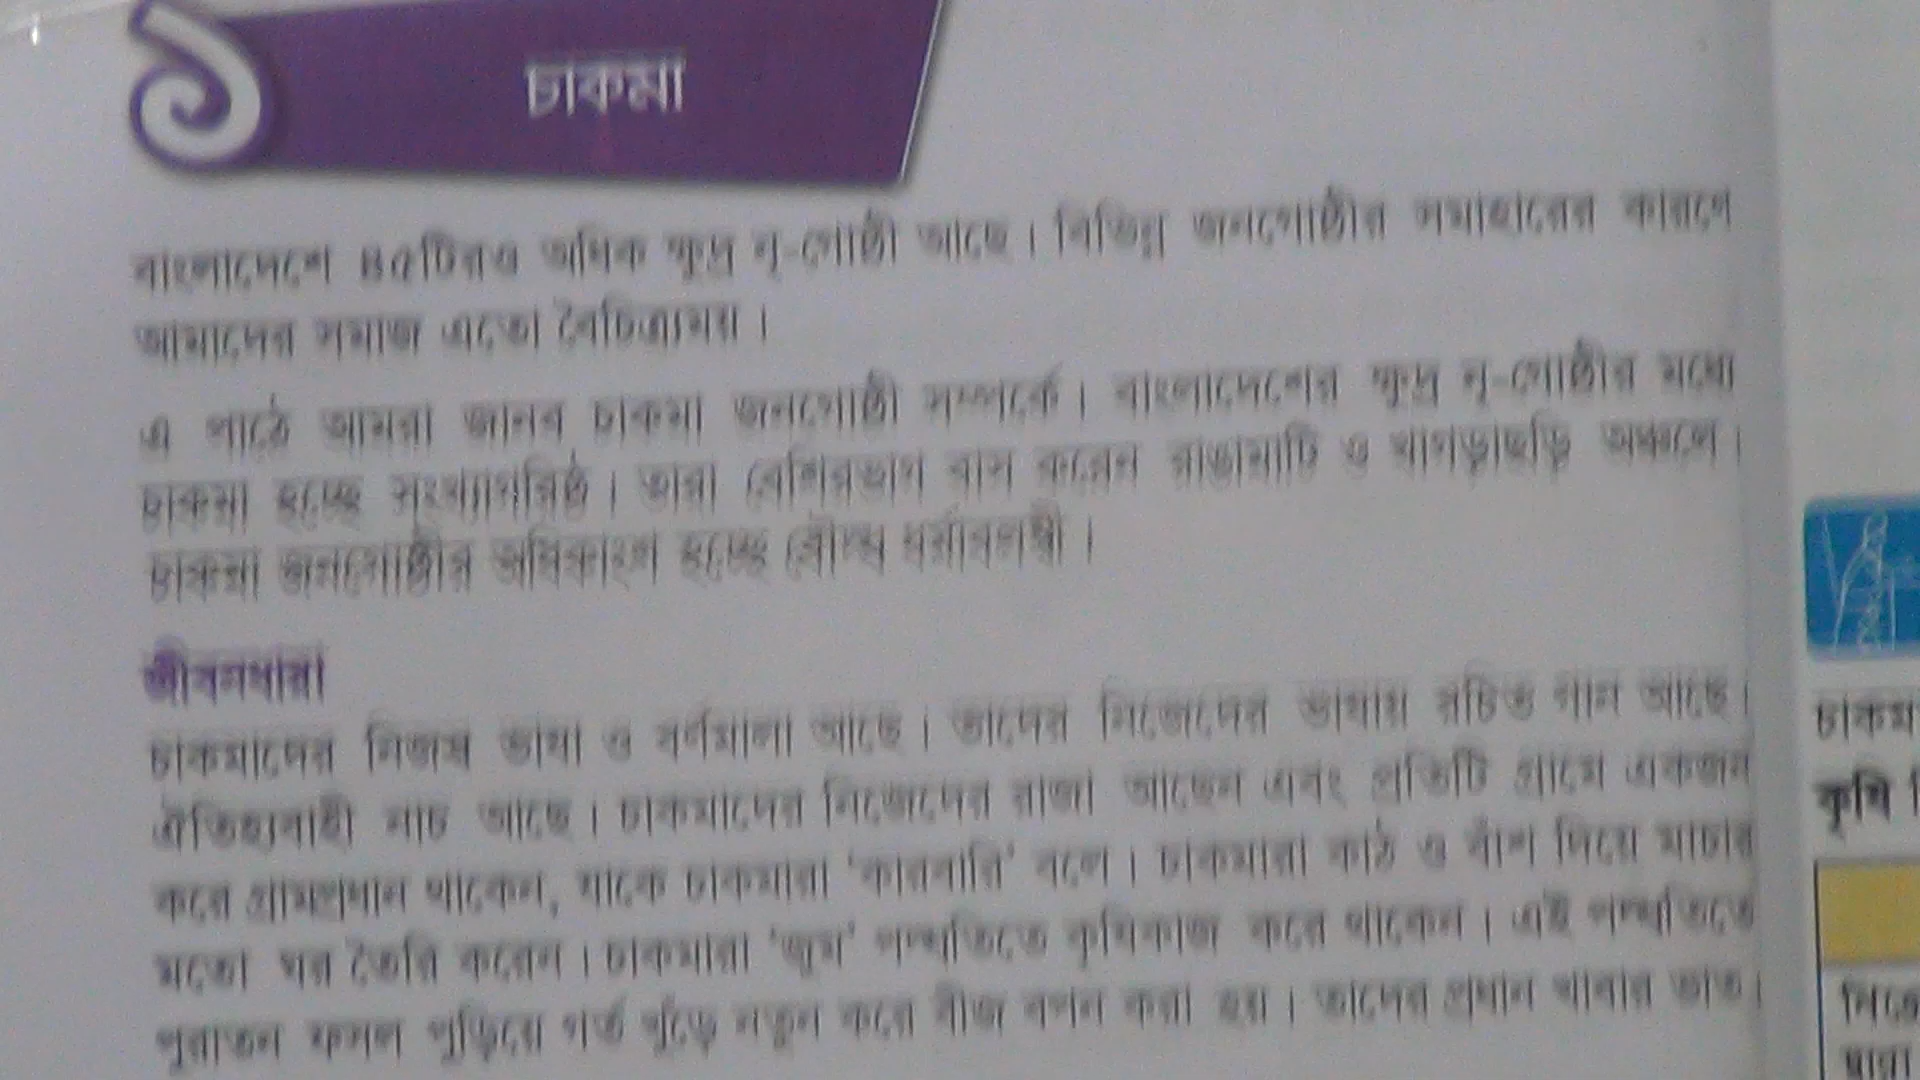 ১
চাকমা
বাংলাদেশে ৪৫টিরও অধিক ক্ষুদ্র নৃ-গোষ্ঠী আছে। বিভিন্ন জনগোষ্ঠীর সমাহারের কারণে
আমাদের সমাজ এতো বৈচিত্র্যময়।
এ পাঠে আমরা জানব চাকমা জনগোষ্ঠী সম্পর্কে। বাংলাদেশের ক্ষুদ্র নৃ-গোষ্ঠীর মধ্যে
চাকমা হচ্ছে সংখ্যাগরিষ্ঠ। তারা বেশিরভাগ বাস করেন রাঙামাটি ও খাগড়াছড়ি অঞ্চলে।
চাকমা জনগোষ্ঠীর অধিকাংশ হচ্ছে বৌদ্ধ ধর্মাবলম্বী।
জীবনধারা
চাকমাদের নিজস্ব ভাষা ও বর্ণমালা আছে। তাদের নিজেদের ভাষায় রচিত গান আছে।
ঐতিহ্যবাহী নাচ আছে। চাকমাদের নিজেদের রাজা আছেন এবং প্রতিটি গ্রামে একজন
করে গ্রামপ্রধান থাকেন, যাকে চাকমারা 'কারবারি' বলে। চাকমারা কাঠ ও বাঁশ দিয়ে মাচার
মতো ঘর তৈরি করেন। চাকমারা 'জুম' পদ্ধতিতে কৃষিকাজ করে থাকেন। এই পদ্ধতিতে
পুরাতন ফসল পুড়িয়ে গর্ত খুঁড়ে নতুন করে বীজ বপন করা হয়। তাদের প্রধান খাবার ভাত।
চাকম
কৃষি